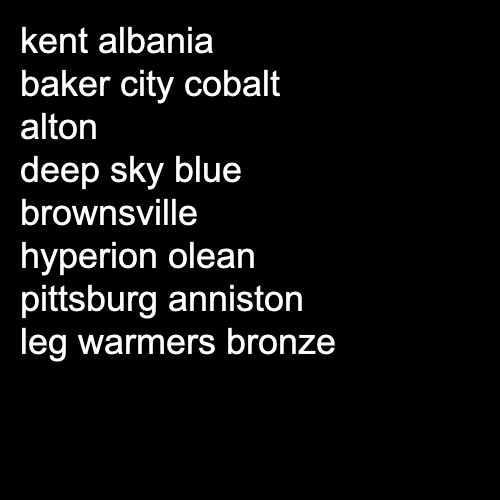 kent albania
baker city cobalt
alton
deep sky blue
brownsville
hyperion olean
pittsburg anniston
leg warmers bronze